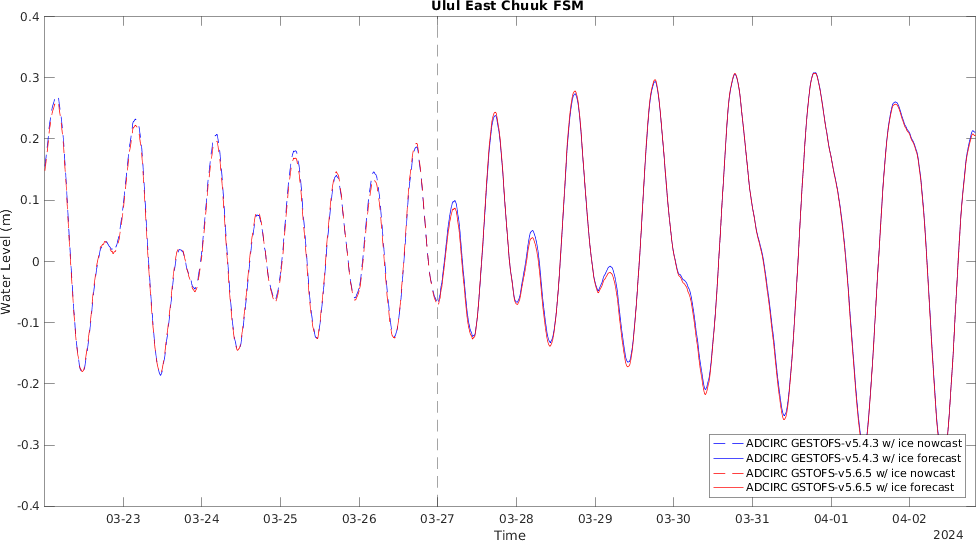 Ulul East Chuuk FSM
0.4
0.3
0.2
0.1
0
-0.1
-0.2
-0.3
-0.4
Water Level (m)
ADCIRC GESTOFS-v5.4.3 w/ ice nowcast
ADCIRC GESTOFS-v5.4.3 w/ ice forecast
ADCIRC GSTOFS-v5.6.5 w/ ice nowcast
ADCIRC GSTOFS-v5.6.5 w/ ice forecast
03-23 03-24 03-25 03-26 03-27 03-28 03-29 03-30 03-31 04-01 04-02
Time
2024